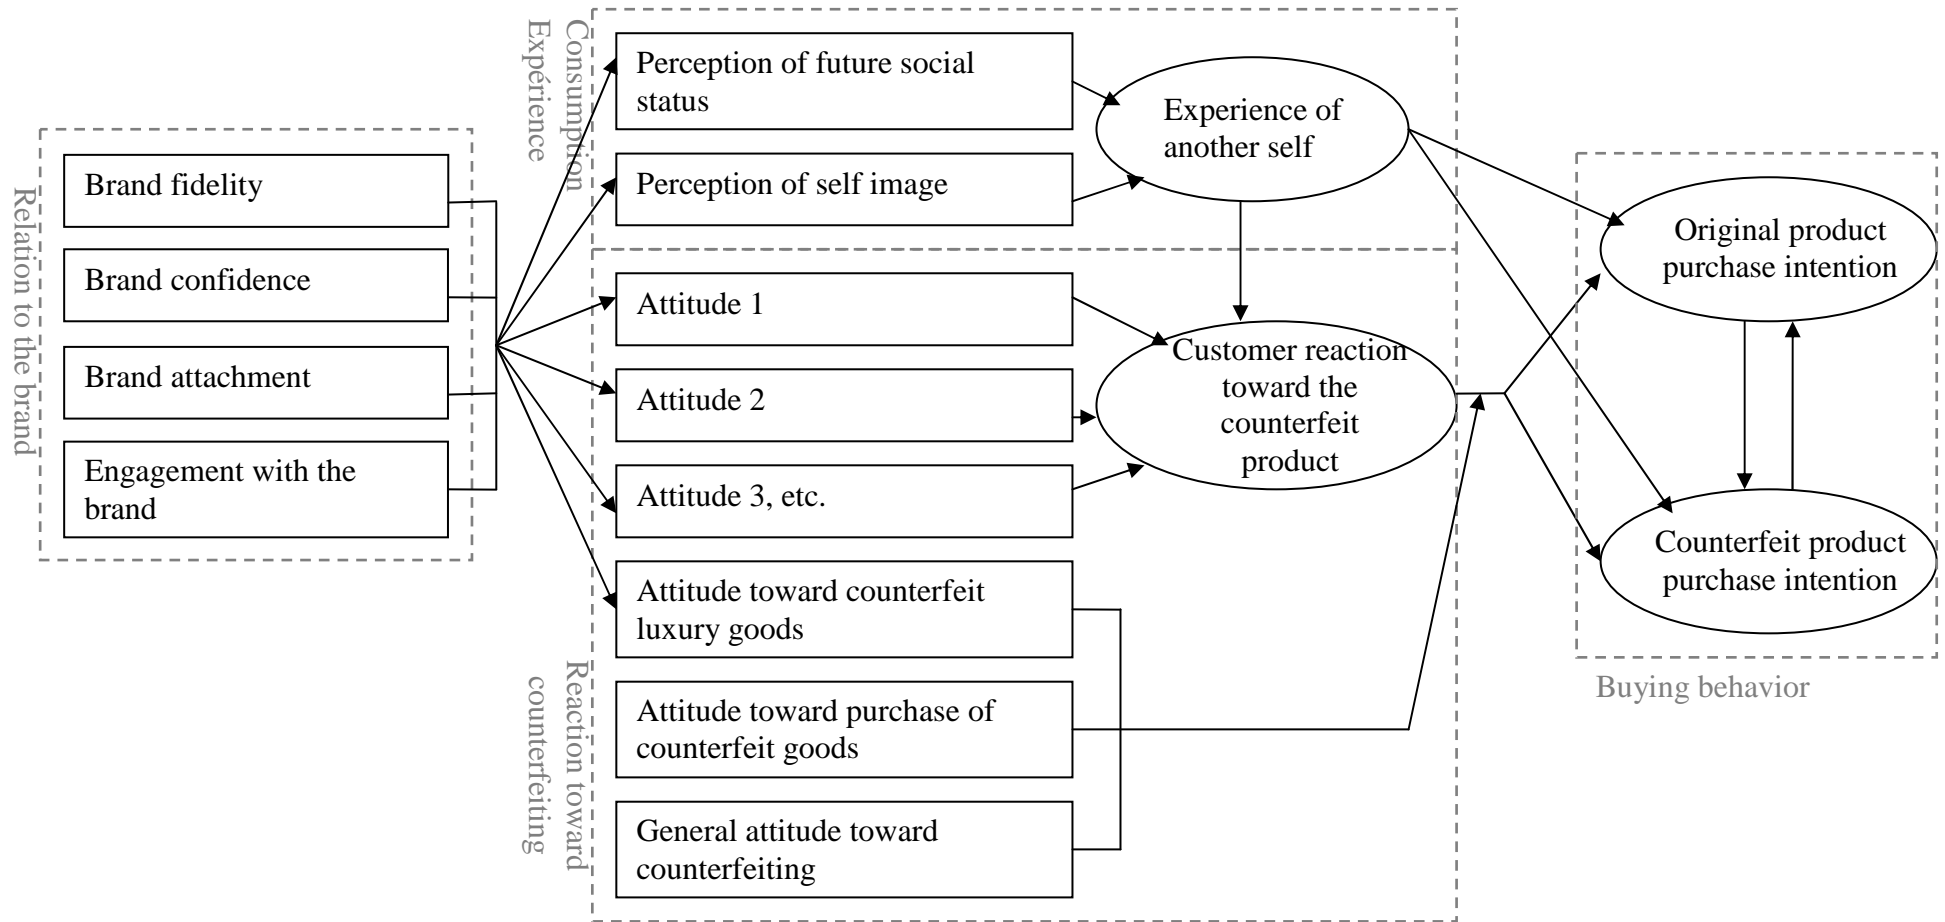 Relation to the brand
Brand fidelity
Brand confidence
Brand attachment
Engagement with the
brand
Consumption
Expérience
Perception of future social
status
Perception of self image
Experience of
another self
Attitude 1
Attitude 2
Attitude 3, etc.
Customer reaction
toward the
counterfeit
product
Reaction toward
counterfeiting
Attitude toward counterfeit
luxury goods
Attitude toward purchase of
counterfeit goods
General attitude toward
counterfeiting
Original product
purchase intention
Counterfeit product
purchase intention
Buying behavior